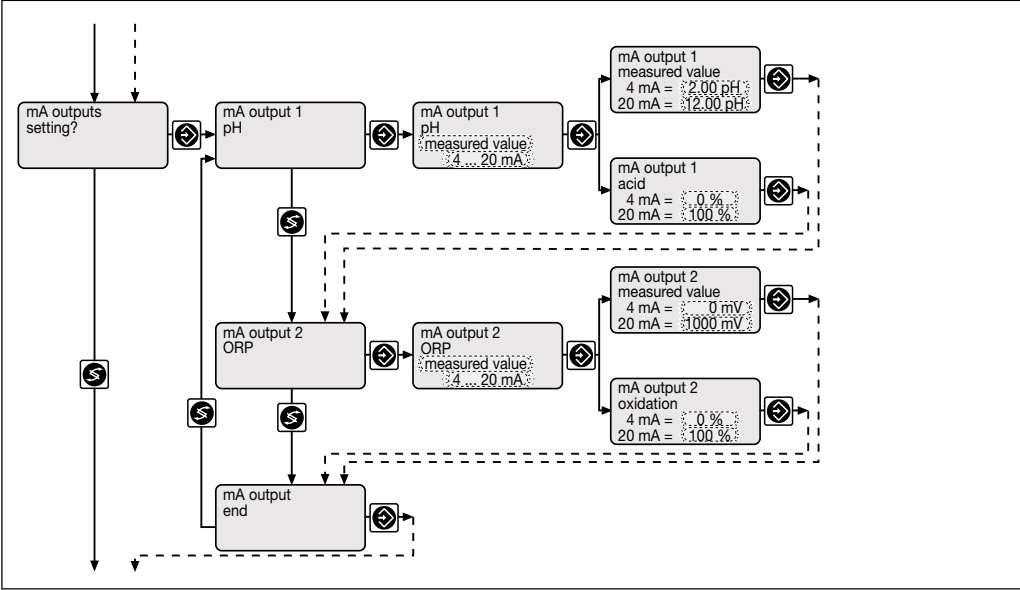 mA outputs
setting?
mA output 1
pH
mA output 1
pH
measured value
4 ... 20 mA
mA output 1
measured value
4 mA = 2.00 pH
20 mA = 12.00 pH
mA output 1
acid
4 mA = 0 %
20 mA = 100 %
mA output 2
ORP
mA output 2
ORP
measured value
4 ... 20 mA
mA output 2
measured value
4 mA = 0 mV
20 mA = 1000 mV
mA output 2
oxidation
4 mA = 0 %
20 mA = 100 %
mA output
end